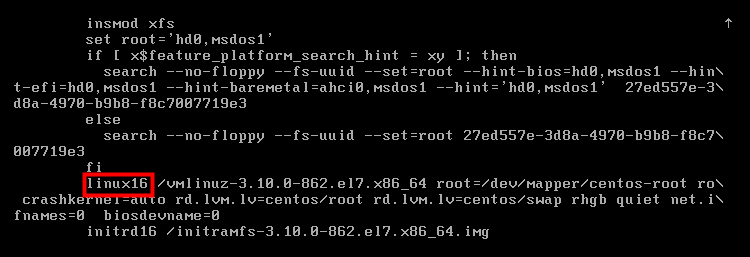 insmod xfs
set root='hd0,msdos1'
if [ x$feature_platform_search_hint = xy ]; then
search --no-floppy --fs-uuid --set=root --hint-bios=hd0,msdos1 --hin\
t-efi=hd0,msdos1 --hint-baremetal=ahci0,msdos1 --hint='hd0,msdos1'  27ed557e-3\
d8a-4970-b9b8-f8c7007719e3
else
search --no-floppy --fs-uuid --set=root 27ed557e-3d8a-4970-b9b8-f8c7\
007719e3
fi
linux16 /vmlinuz-3.10.0-862.el7.x86_64 root=/dev/mapper/centos-root ro\
crashkernel=auto rd.lvm.lv=centos/root rd.lvm.lv=centos/swap rhgb quiet net.i\
fnames=0  biosdevname=0
initrd16 /initramfs-3.10.0-862.el7.x86_64.img